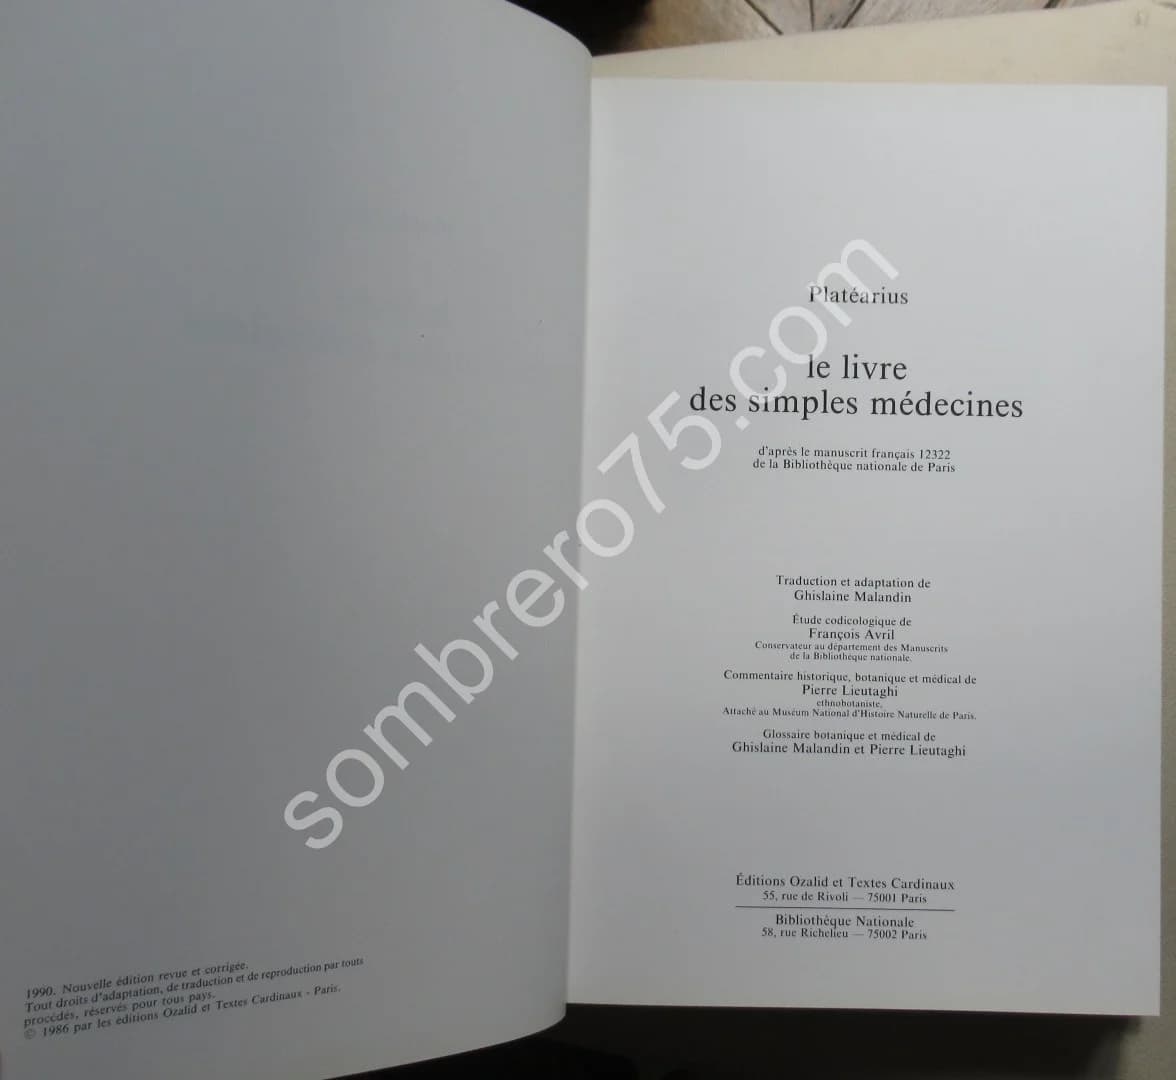 1990. Nouvelle édition revue et corrigée.
Tout droits d'adaptation, de traduction et de reproduction par touts
procédés, réservés pour tous pays.
© 1986 par les éditions Ozalid et Textes Cardinaux - Paris.
Platéarius
le livre
des simples médecines
d'après le manuscrit français 12322
de la Bibliothèque nationale de Paris
Traduction et adaptation de
Ghislaine Malandin
Étude codicologique de
François Avril
Conservateur au département des Manuscrits
de la Bibliothèque nationale.
Commentaire historique, botanique et médical de
Pierre Lieutaghi
ethnobotaniste,
Attaché au Muséum National d'Histoire Naturelle de Paris.
Glossaire botanique et médical de
Ghislaine Malandin et Pierre Lieutaghi
Éditions Ozalid et Textes Cardinaux
55, rue de Rivoli — 75001 Paris
Bibliothèque Nationale
58, rue Richelieu — 75002 Paris
sombrero75.com